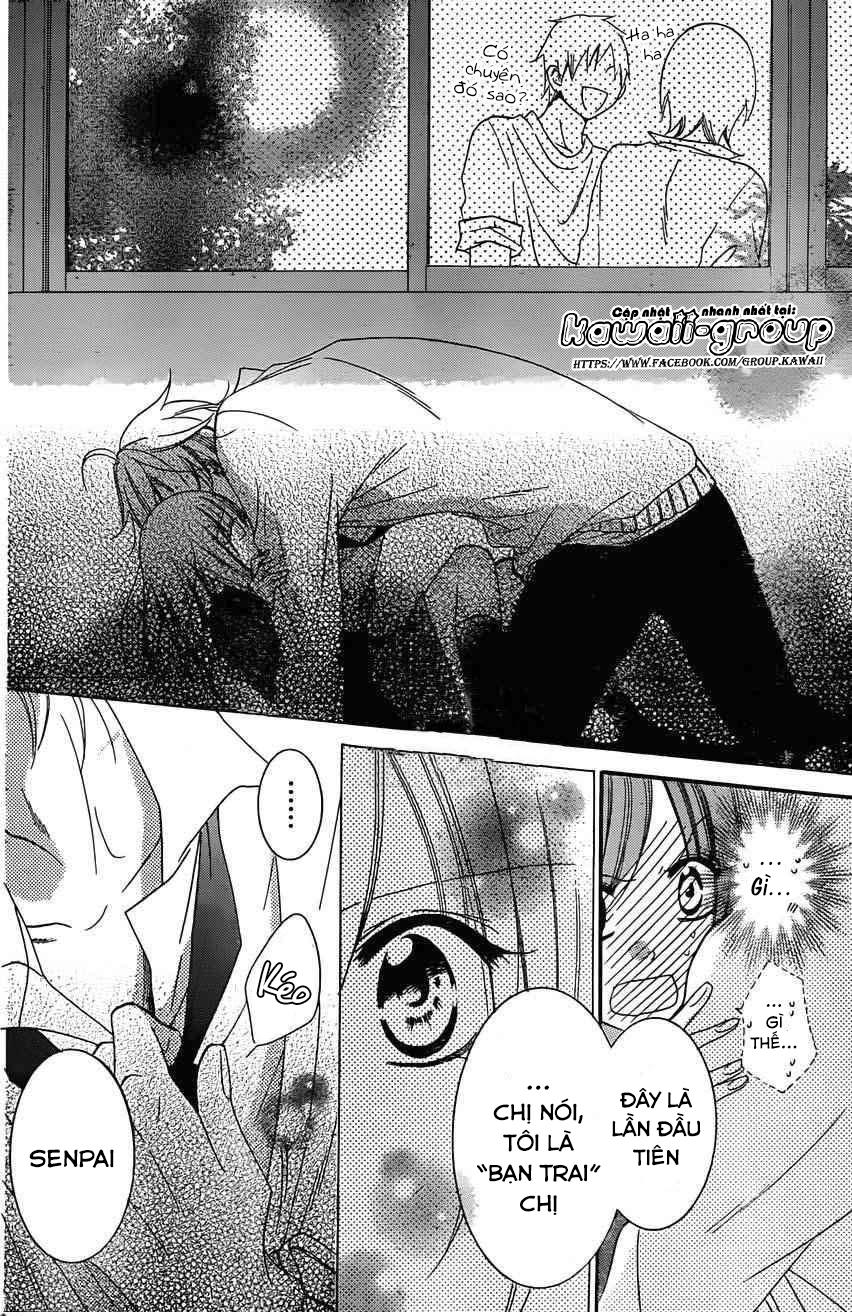 Ha ha
ha
Có
chuyện
đó sao?
Cập nhật nhanh nhất tại:
kawaii-group
HTTPS://WWW.FACEBOOK.COM/GROUP.KAWAII
...
Gì...
...
GÌ
THẾ...
ĐÂY LÀ
LẦN ĐẦU
TIÊN
...
CHỊ NÓI,
TÔI LÀ
“BẠN TRAI”
CHỊ
......
KÉO
SENPAI